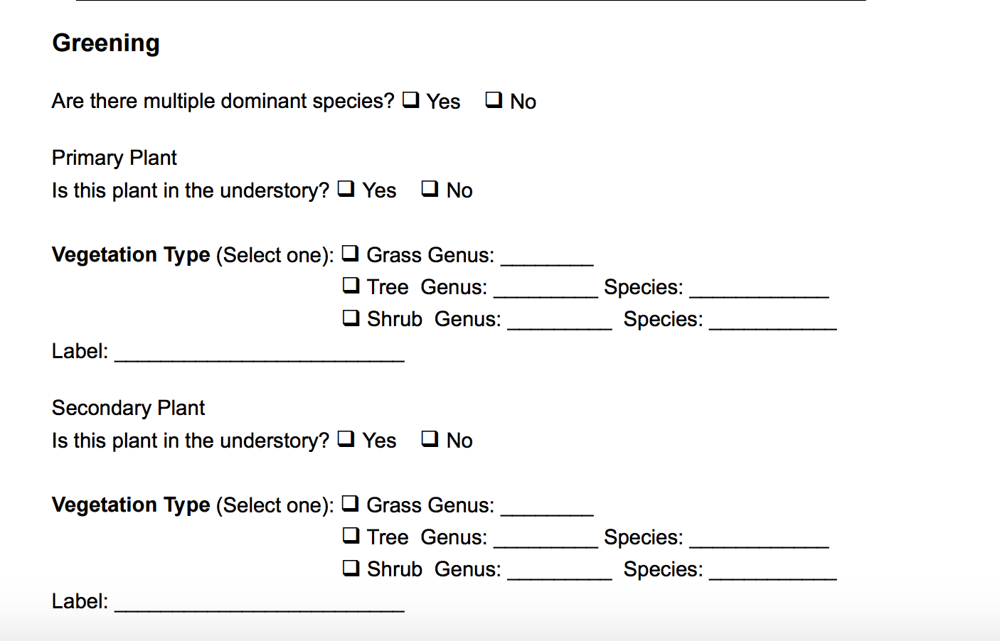 Greening
Are there multiple dominant species? ❑ Yes ❑ No
Primary Plant
Is this plant in the understory? ❑ Yes ❑ No
Vegetation Type (Select one): ❑ Grass Genus: ________
❑ Tree Genus: _________ Species: ____________
❑ Shrub Genus: _________ Species: ___________
Label: _________________________
Secondary Plant
Is this plant in the understory? ❑ Yes ❑ No
Vegetation Type (Select one): ❑ Grass Genus: ________
❑ Tree Genus: _________ Species: ____________
❑ Shrub Genus: _________ Species: ___________
Label: _________________________